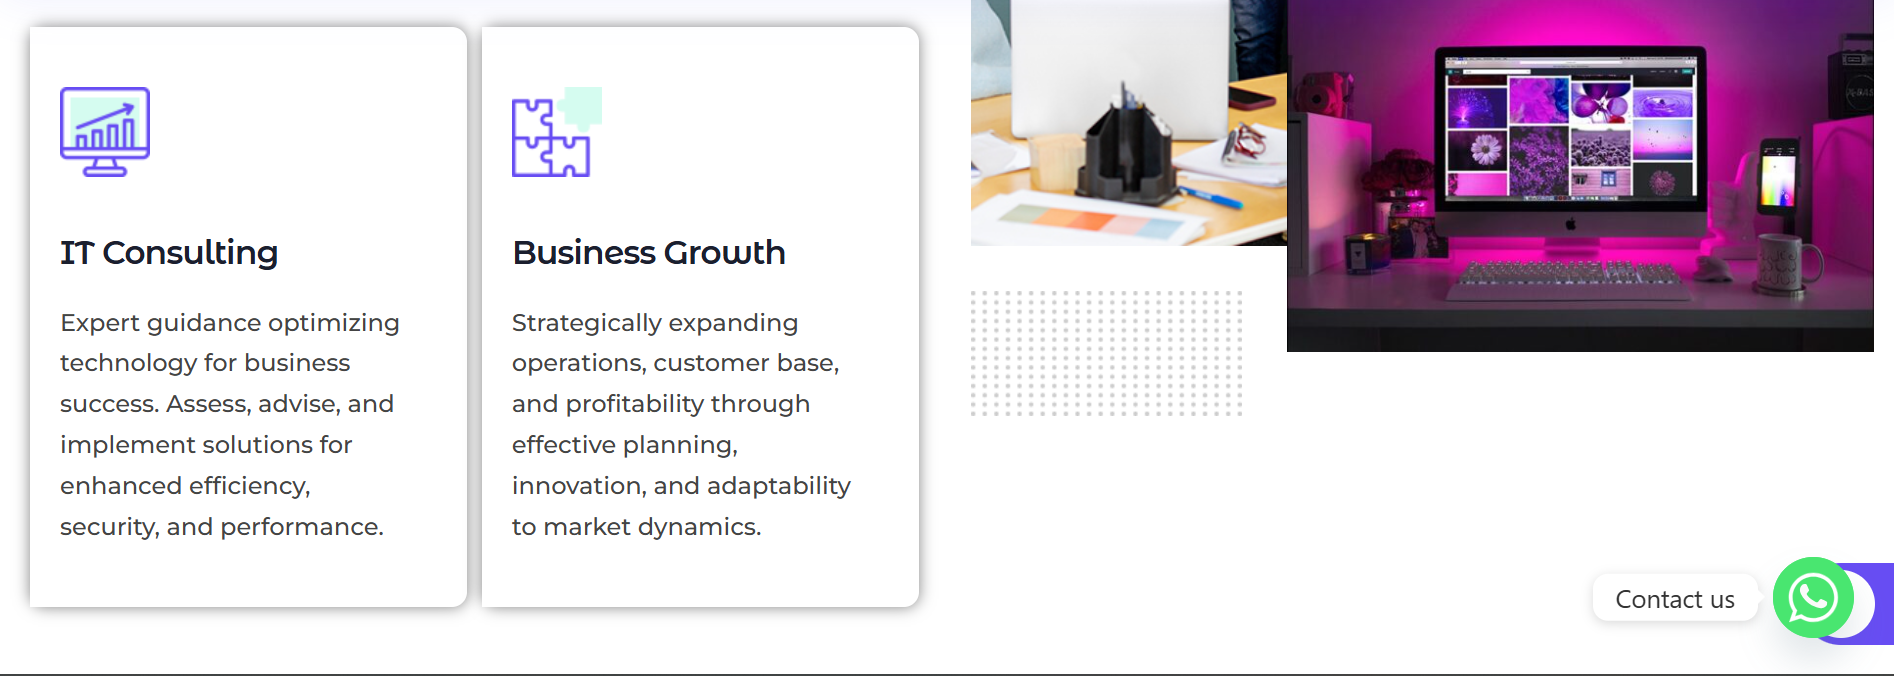 IT Consulting
Expert guidance optimizing
technology for business
success. Assess, advise, and
implement solutions for
enhanced efficiency,
security, and performance.
Business Growth
Strategically expanding
operations, customer base,
and profitability through
effective planning,
innovation, and adaptability
to market dynamics.
Contact us